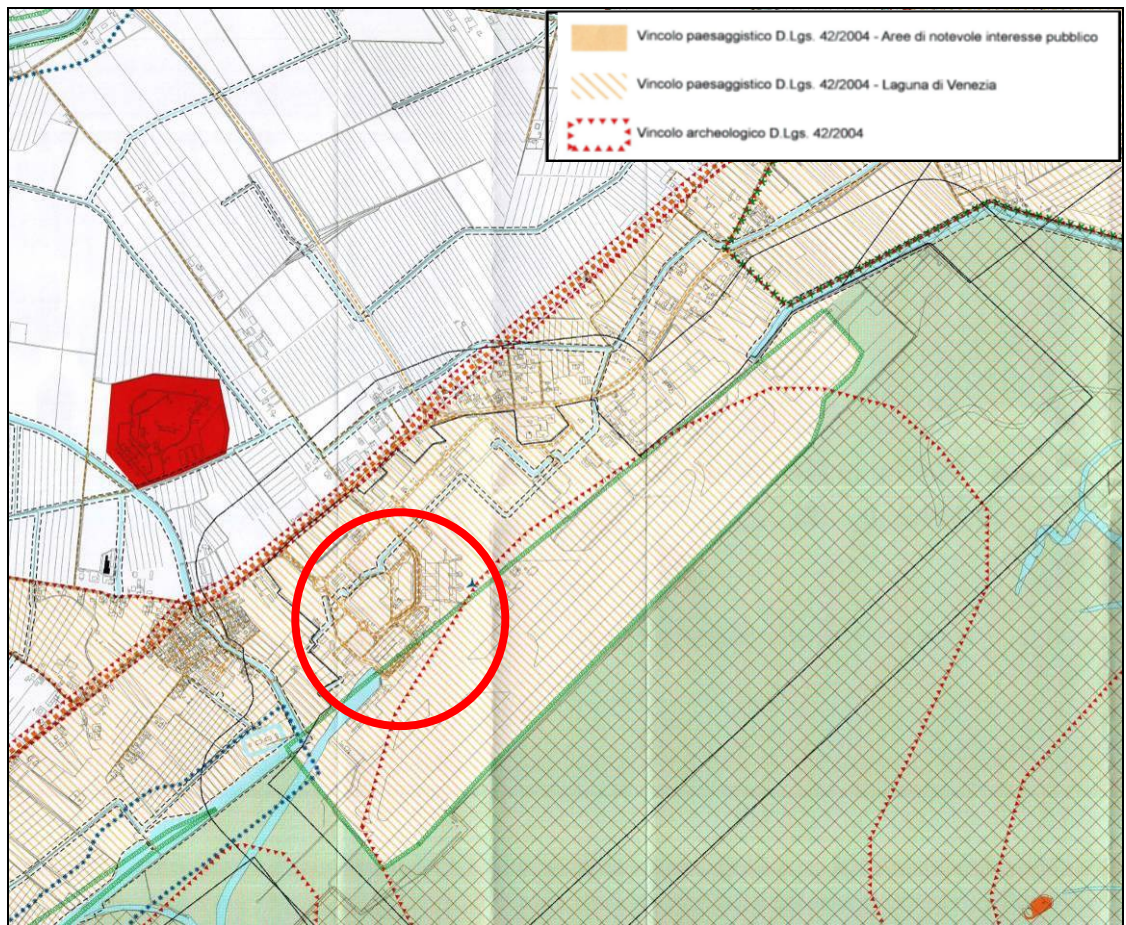 Vincolo paesaggistico D.Lgs. 42/2004 - Aree di notevole interesse pubblico
Vincolo paesaggistico D.Lgs. 42/2004 - Laguna di Venezia
Vincolo archeologico D.Lgs. 42/2004